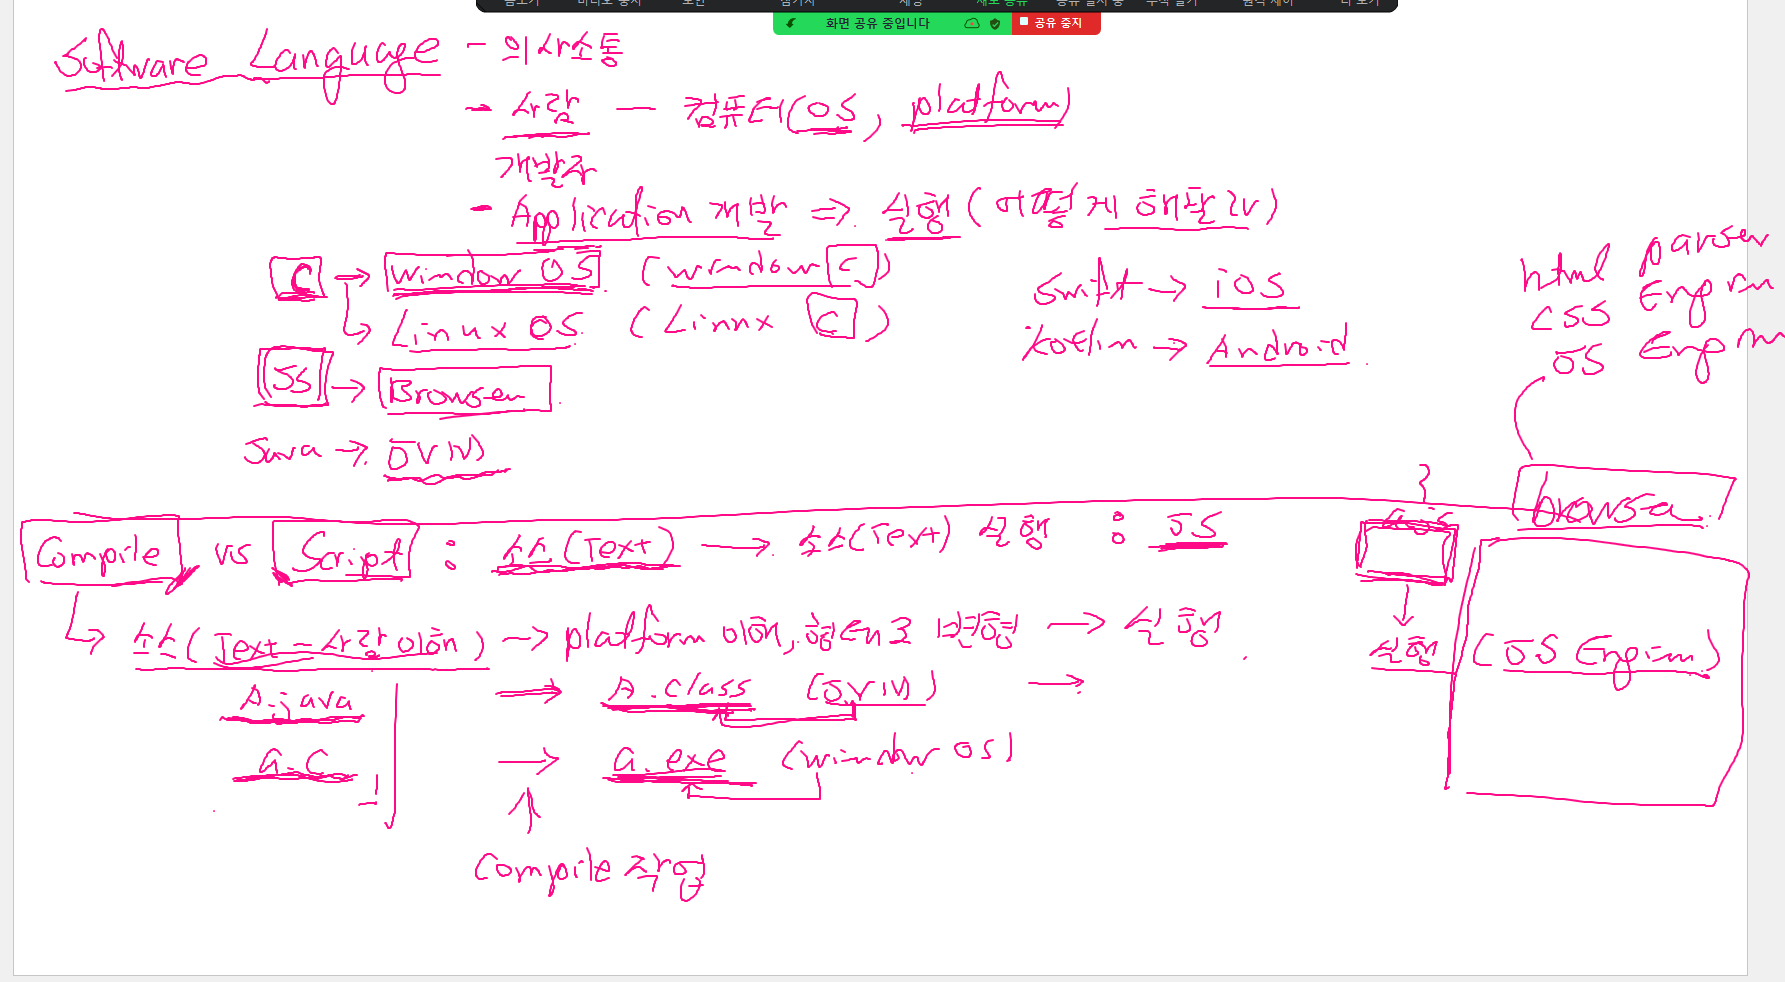 화면 공유 중입니다 공유 중지
Software Language - 의사소통
- 사람 - 컴퓨터(OS, platform)
개발자
- Application 개발 => 실행 (어떻게 해달라)
C → Window OS (window C)
Linux OS (Linux C)
Swift → iOS
Kotlin → Android
html parser
CSS Engin
JS Engin
JS → Browser
Java → JVM
browser
Compile vs Script : 소스(Text) → 소스(Text) 실행 : JS
↳ 소스(Text - 사람이해) → platform 이해, 형태로 변형 → 실행
실행 (JS Engin)
A.java → A.class (JVM) →
a.c → a.exe (window OS)
Compile 작업